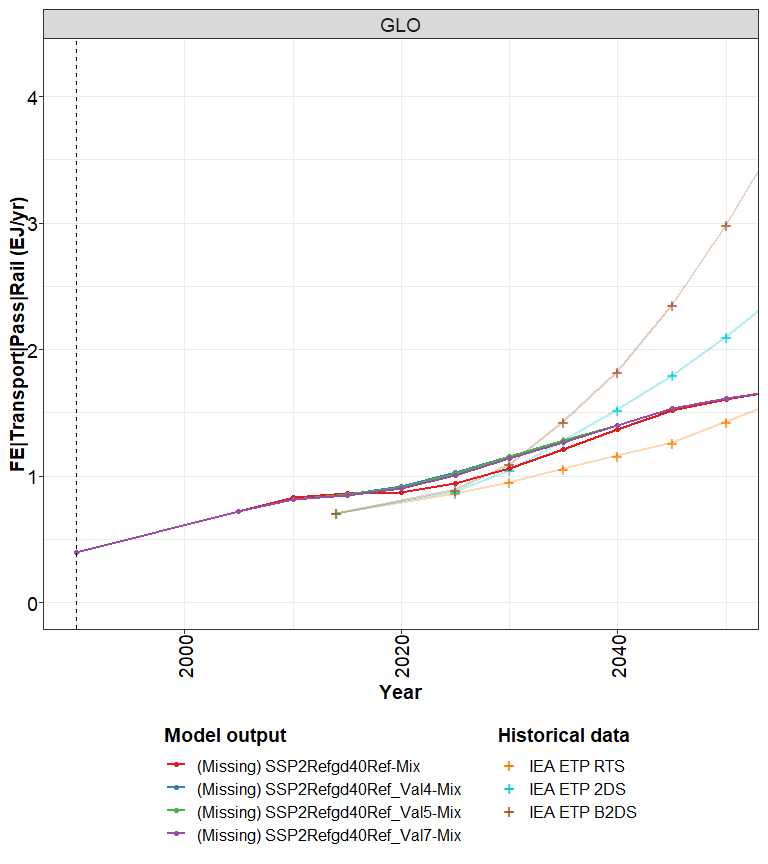 GLO
4
3
2
1
0
FE|Transport|Pass|Rail (EJ/yr)
2000
2020
2040
Year
Model output
(Missing) SSP2Refgd40Ref-Mix
(Missing) SSP2Refgd40Ref_Val4-Mix
(Missing) SSP2Refgd40Ref_Val5-Mix
(Missing) SSP2Refgd40Ref_Val7-Mix
Historical data
IEA ETP RTS
IEA ETP 2DS
IEA ETP B2DS